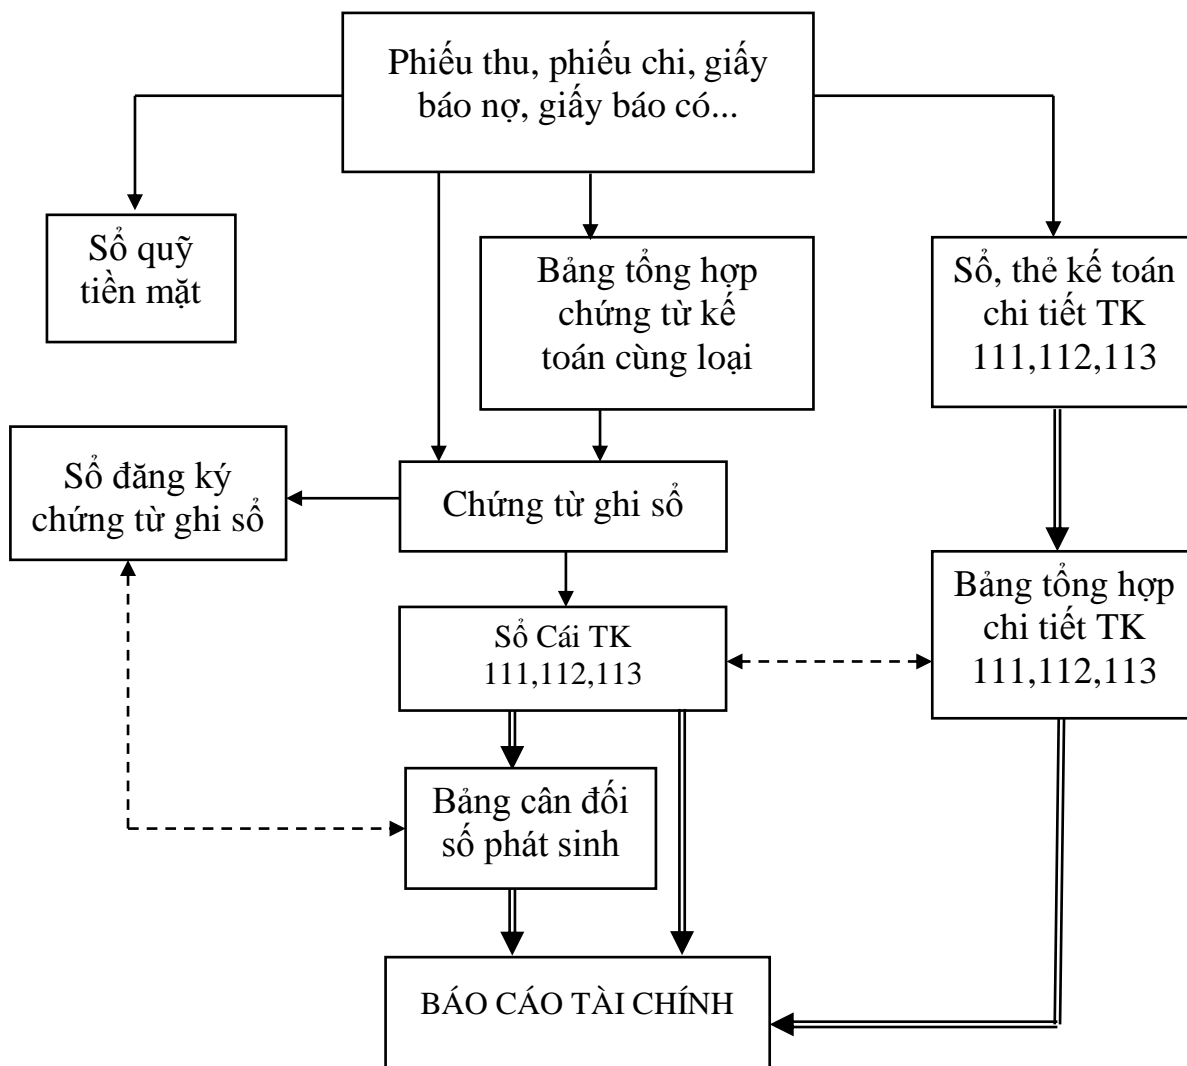 Phiếu thu, phiếu chi, giấy
báo nợ, giấy báo có...
Sổ quỹ
tiền mặt
Bảng tổng hợp
chứng từ kế
toán cùng loại
Sổ, thẻ kế toán
chi tiết TK
111,112,113
Sổ đăng ký
chứng từ ghi sổ
Chứng từ ghi sổ
Sổ Cái TK
111,112,113
Bảng tổng hợp
chi tiết TK
111,112,113
Bảng cân đối
số phát sinh
BÁO CÁO TÀI CHÍNH